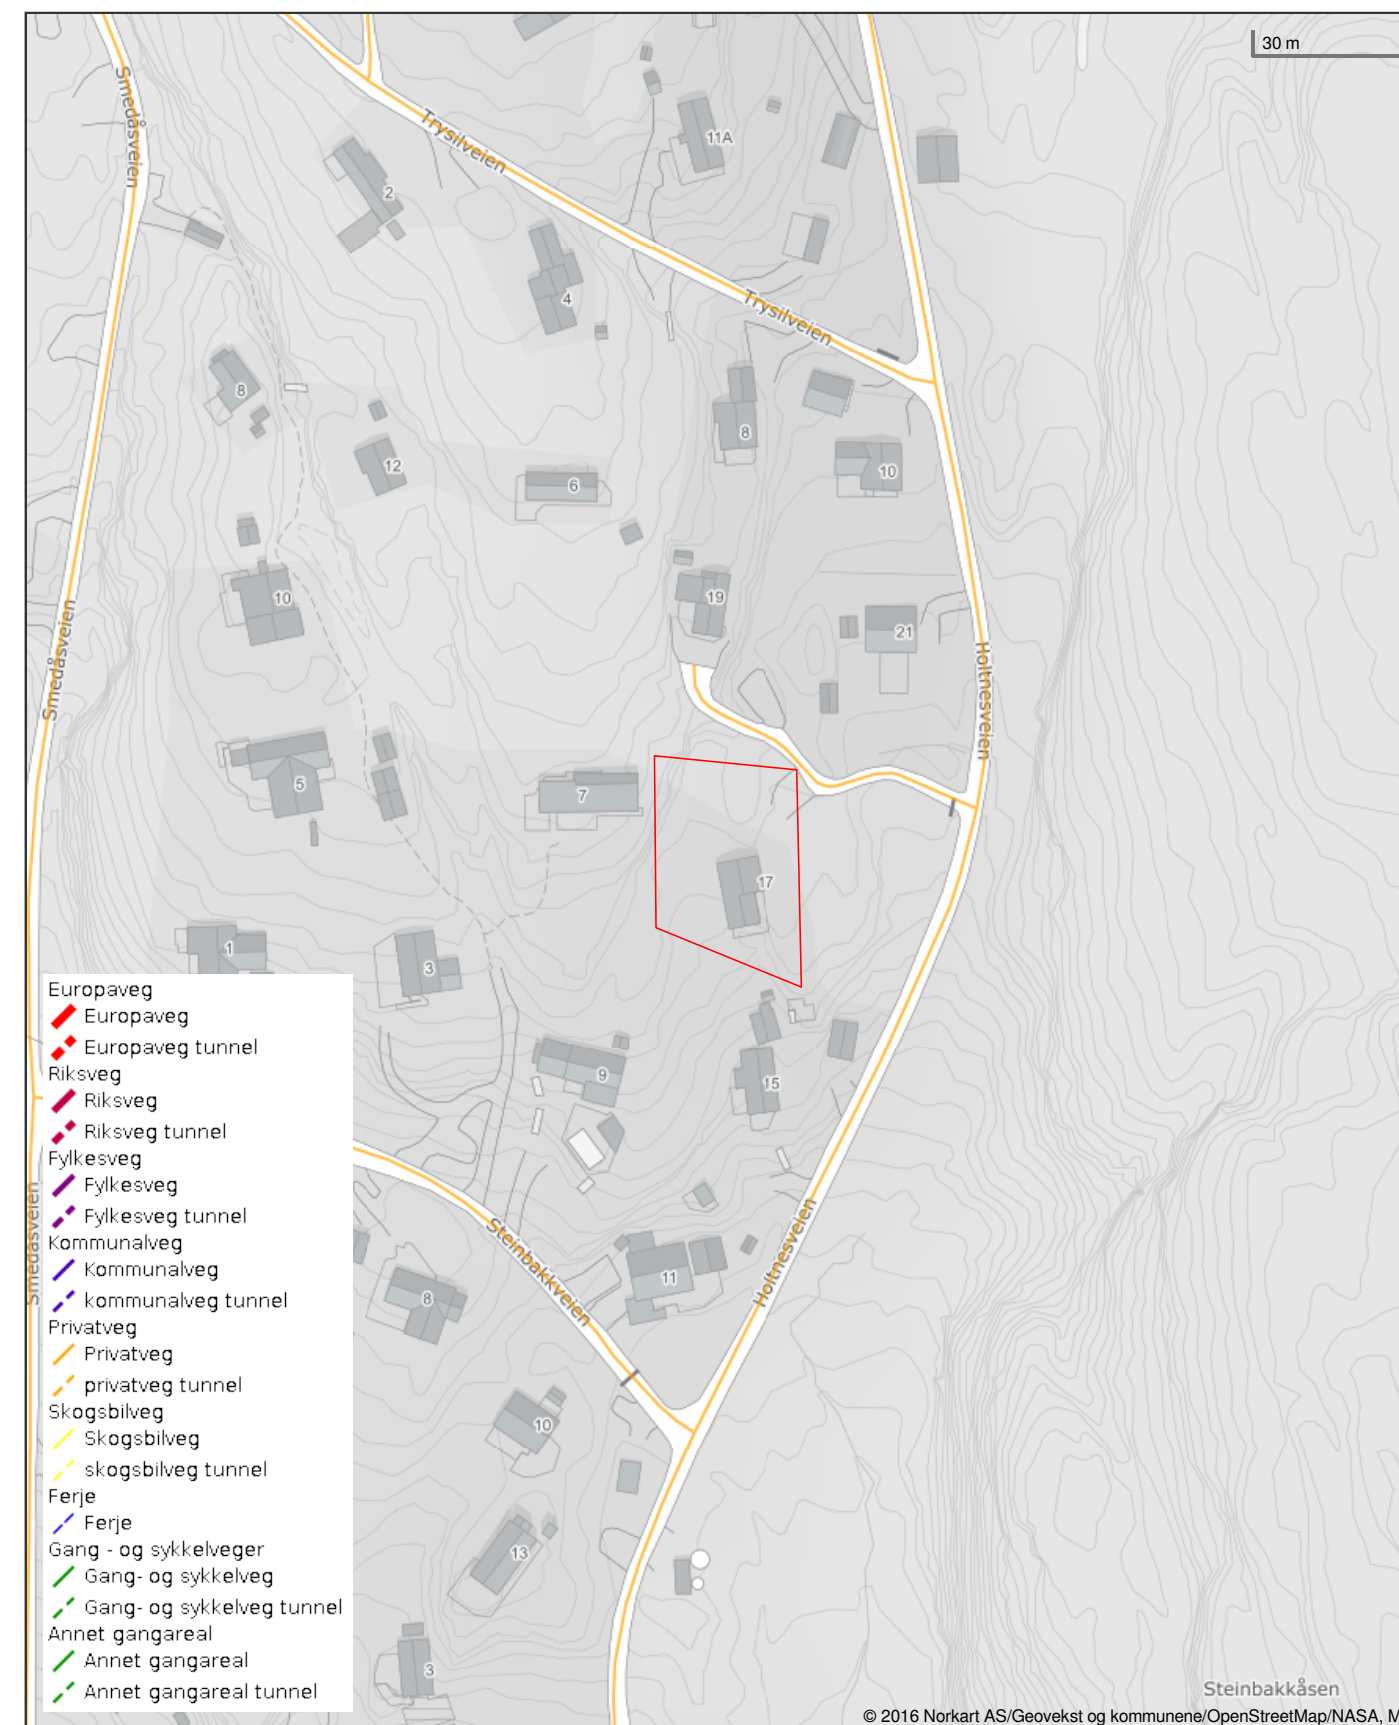 30 m
Smedåsveien
Trysilveien
11A
2
4
Trysilveien
8
8
12
10
6
10
19
21
Smedåsveien
Holtnesveien
5
7
17
1
3
9
15
Smedåsveien
Steinbakkveien
Holtnesveien
11
8
10
13
3
Europaveg
Europaveg
Europaveg tunnel
Riksveg
Riksveg
Riksveg tunnel
Fylkesveg
Fylkesveg
Fylkesveg tunnel
Kommunalveg
Kommunalveg
kommunalveg tunnel
Privatveg
Privatveg
privatveg tunnel
Skogsbilveg
Skogsbilveg
skogsbilveg tunnel
Ferje
Ferje
Gang - og sykkelveger
Gang- og sykkelveg
Gang- og sykkelveg tunnel
Annet gangareal
Annet gangareal
Annet gangareal tunnel
Steinbakkåsen
© 2016 Norkart AS/Geovekst og kommunene/OpenStreetMap/NASA, M